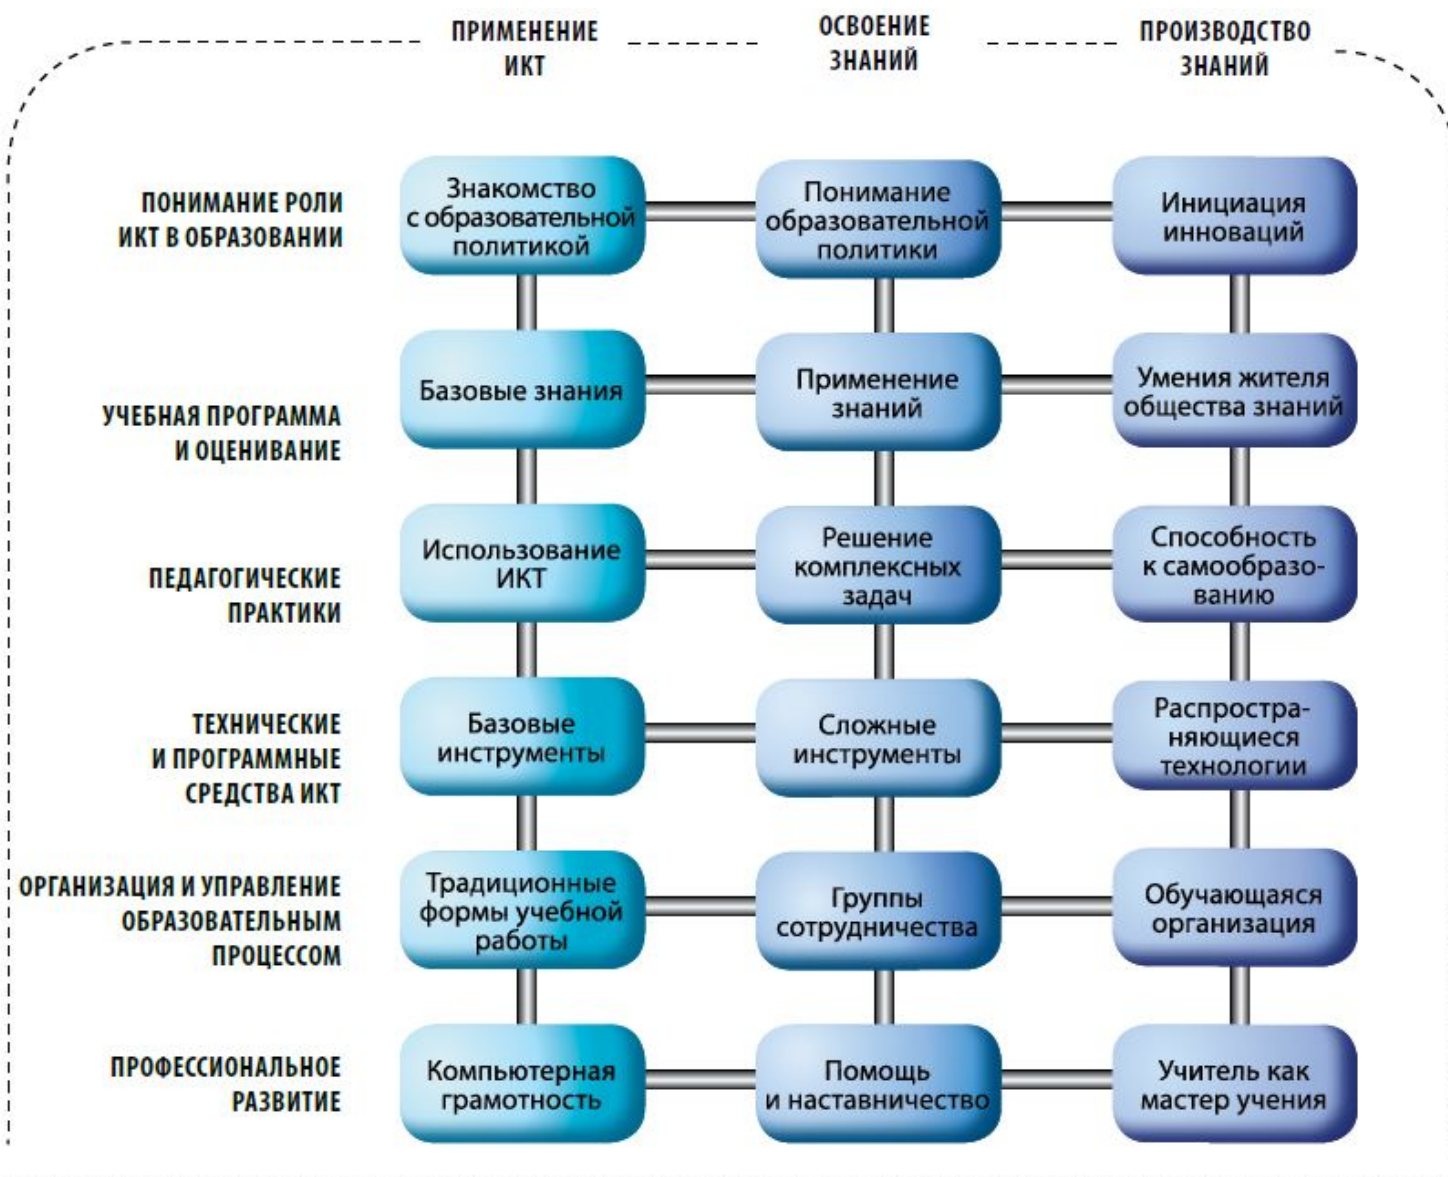 ПРИМЕНЕНИЕ
ИКТ
ОСВОЕНИЕ
ЗНАНИЙ
ПРОИЗВОДСТВО
ЗНАНИЙ
ПОНИМАНИЕ РОЛИ
ИКТ В ОБРАЗОВАНИИ
Знакомство
с образовательной
политикой
Понимание
образовательной
политики
Инициация
инноваций
УЧЕБНАЯ ПРОГРАММА
И ОЦЕНИВАНИЕ
Базовые знания
Применение
знаний
Умения жителя
общества знаний
ПЕДАГОГИЧЕСКИЕ
ПРАКТИКИ
Использование
ИКТ
Решение
комплексных
задач
Способность
к самообразо-
ванию
ТЕХНИЧЕСКИЕ
И ПРОГРАММНЫЕ
СРЕДСТВА ИКТ
Базовые
инструменты
Сложные
инструменты
Распростра-
няющиеся
технологии
ОРГАНИЗАЦИЯ И УПРАВЛЕНИЕ
ОБРАЗОВАТЕЛЬНЫМ
ПРОЦЕССОМ
Традиционные
формы учебной
работы
Группы
сотрудничества
Обучающаяся
организация
ПРОФЕССИОНАЛЬНОЕ
РАЗВИТИЕ
Компьютерная
грамотность
Помощь
и наставничество
Учитель как
мастер учения